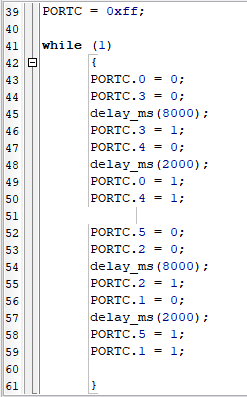 39 PORTC = 0xff;
40
41 while (1)
42 {
43 PORTC.0 = 0;
44 PORTC.3 = 0;
45 delay_ms(8000);
46 PORTC.3 = 1;
47 PORTC.4 = 0;
48 delay_ms(2000);
49 PORTC.0 = 1;
50 PORTC.4 = 1;
51
52 PORTC.5 = 0;
53 PORTC.2 = 0;
54 delay_ms(8000);
55 PORTC.2 = 1;
56 PORTC.1 = 0;
57 delay_ms(2000);
58 PORTC.5 = 1;
59 PORTC.1 = 1;
60
61 }